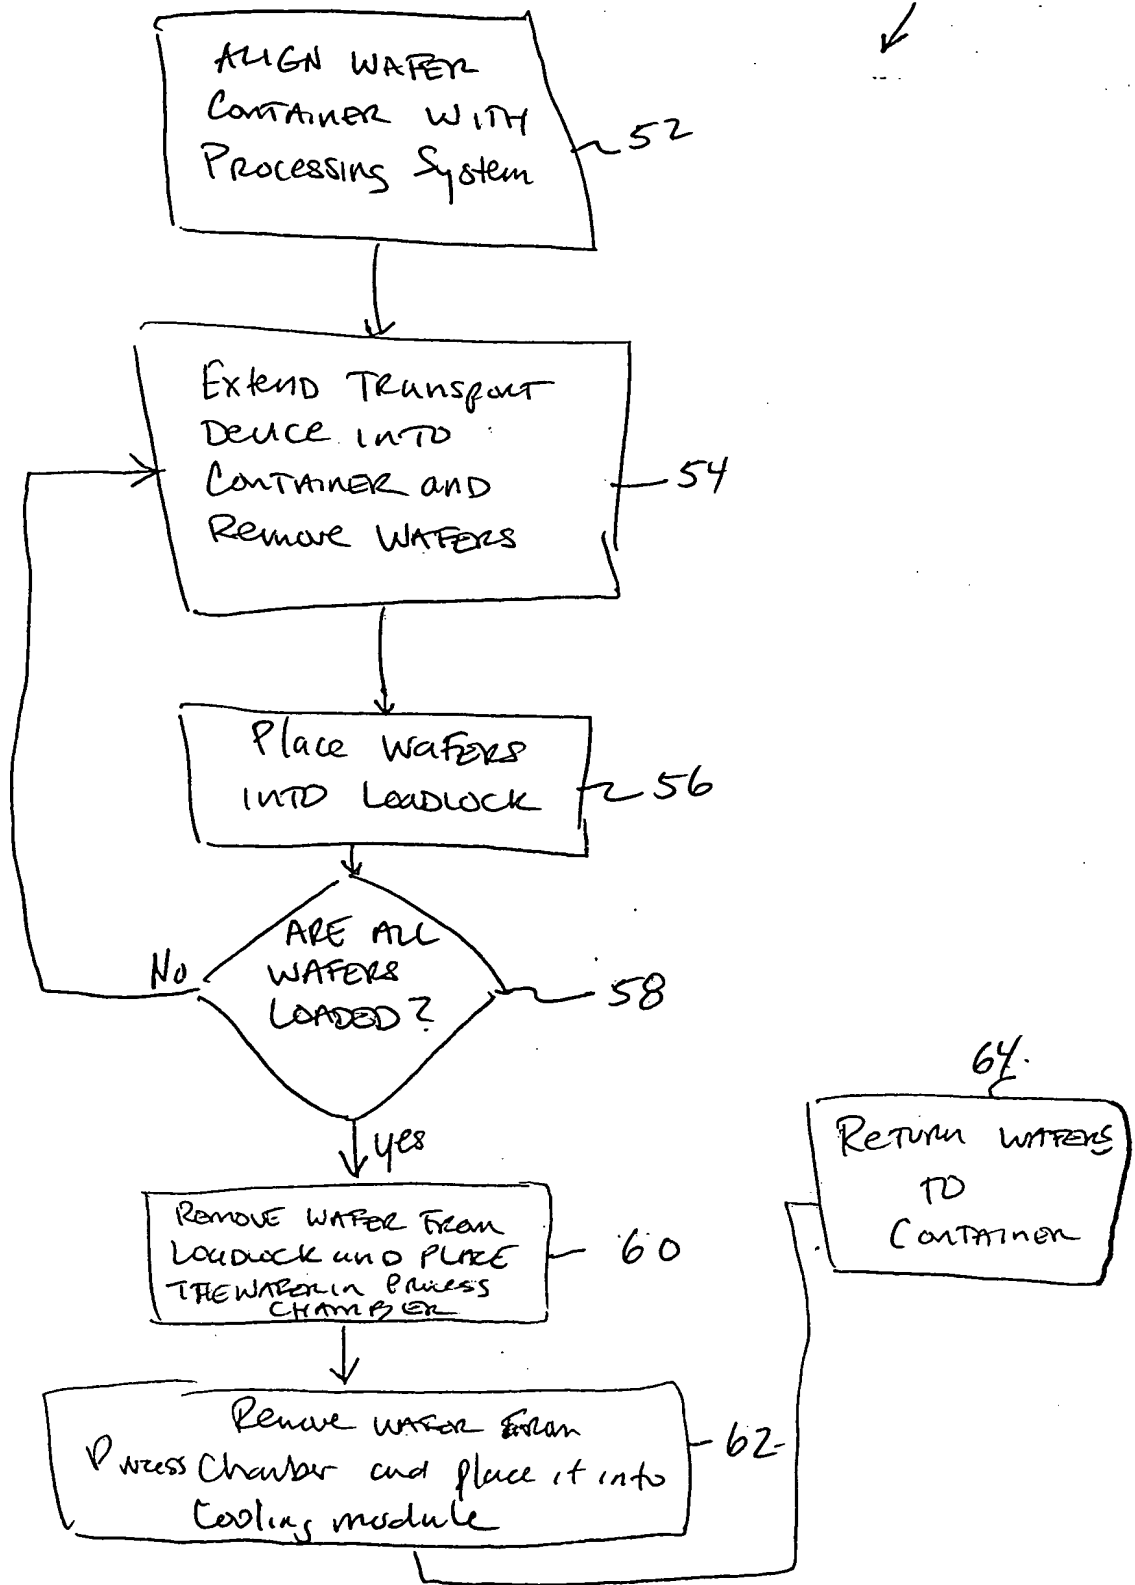 ALIGN WAFER
CONTAINER WITH
PROCESSING SYSTEM
52
EXTEND TRANSPORT
DEVICE INTO
CONTAINER AND
REMOVE WAFERS
54
Place WAFERS
INTO LOADLOCK
56
ARE ALL
WAFERS
LOADED?
No
58
yes
REMOVE WAFER FROM
LOADLOCK AND PLACE
THE WAFER IN PROCESS
CHAMBER
60
Remove WAFER From
Process Chamber and place it into
Cooling module
62
64
RETURN WAFERS
TO
CONTAINER